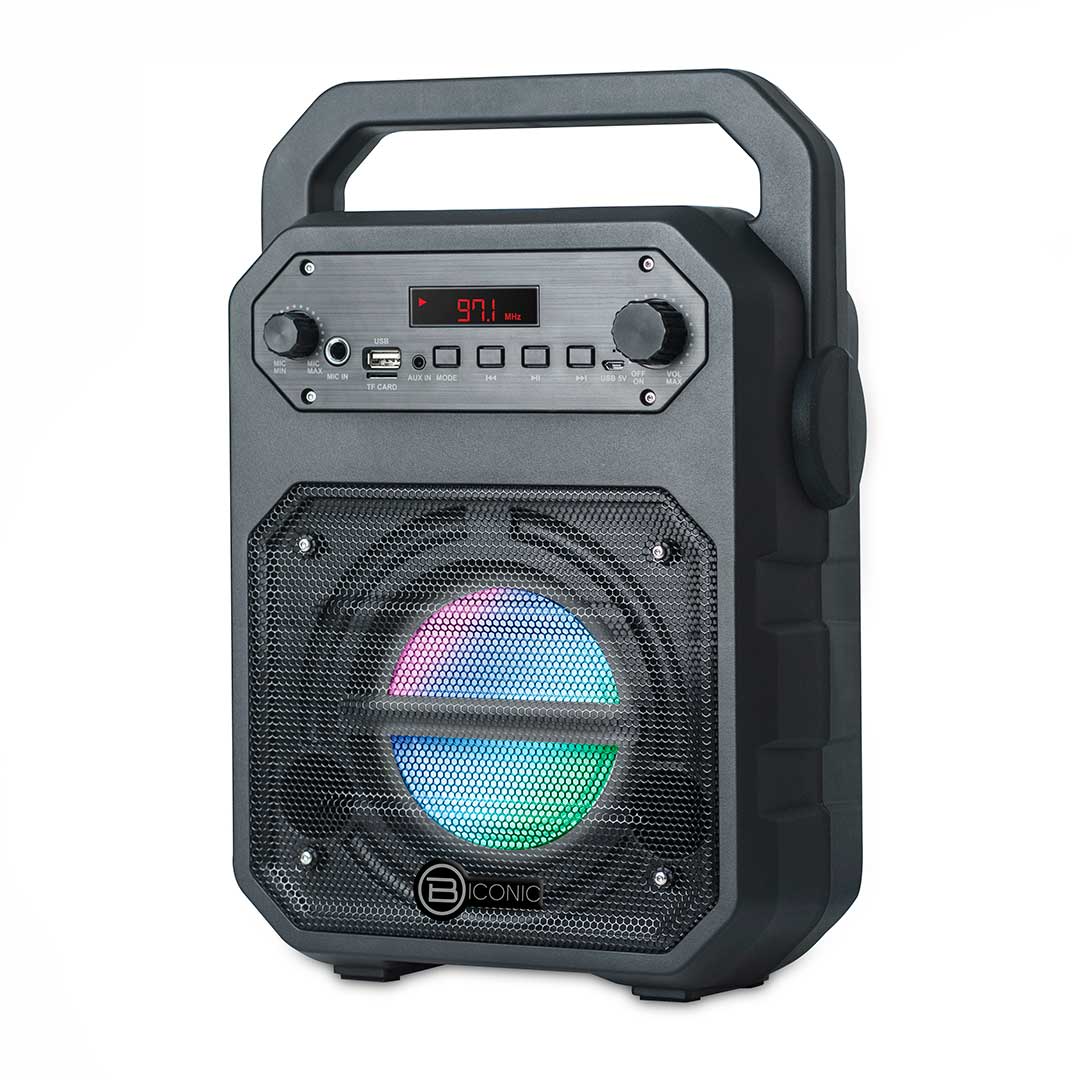 97.1 MHz
USB
MIC MIN
MIC MAX
MIC IN
TF CARD
AUX IN
MODE
USB 5V
OFF
ON
VOL MAX
BICONIC